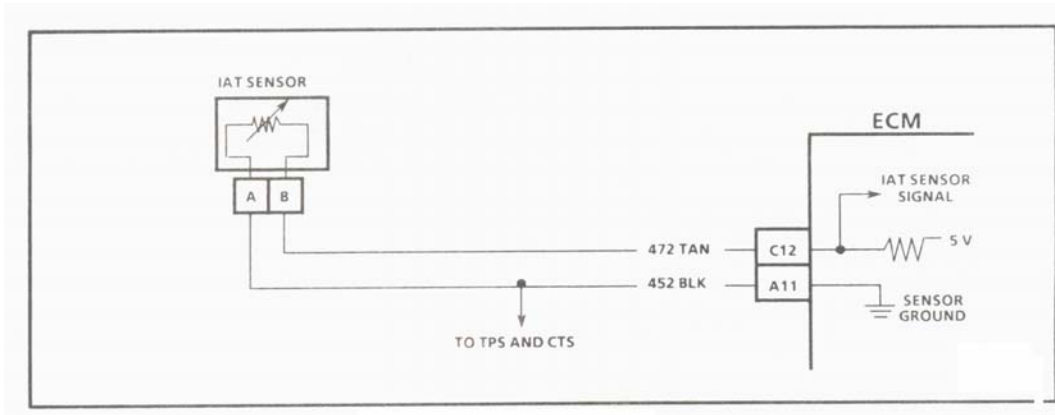 IAT SENSOR
A B
ECM
IAT SENSOR
SIGNAL
472 TAN
C12
5 V
452 BLK
A11
SENSOR
GROUND
TO TPS AND CTS